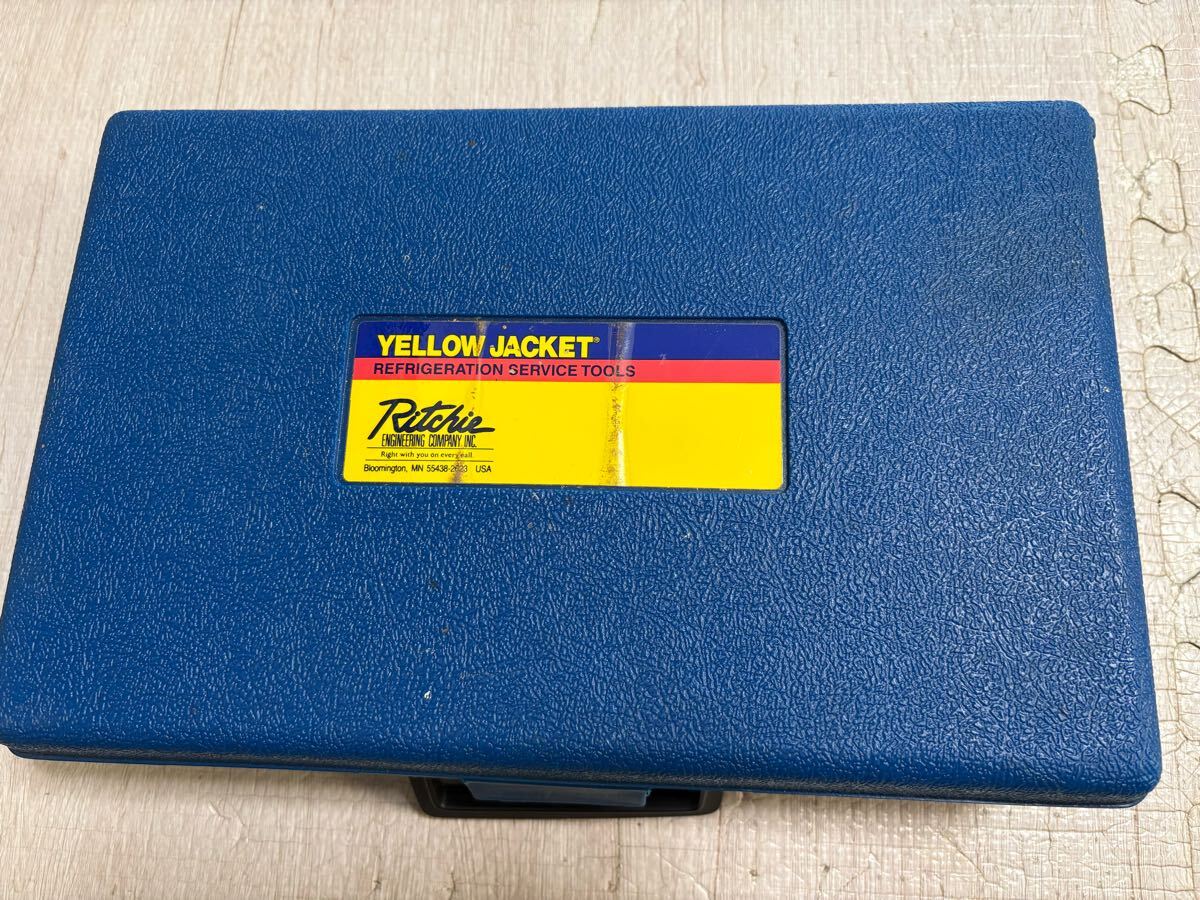 YELLOW JACKET®
REFRIGERATION SERVICE TOOLS
Ritchie
ENGINEERING COMPANY, INC.
Right with you on every call.
Bloomington, MN 55438-2623 USA